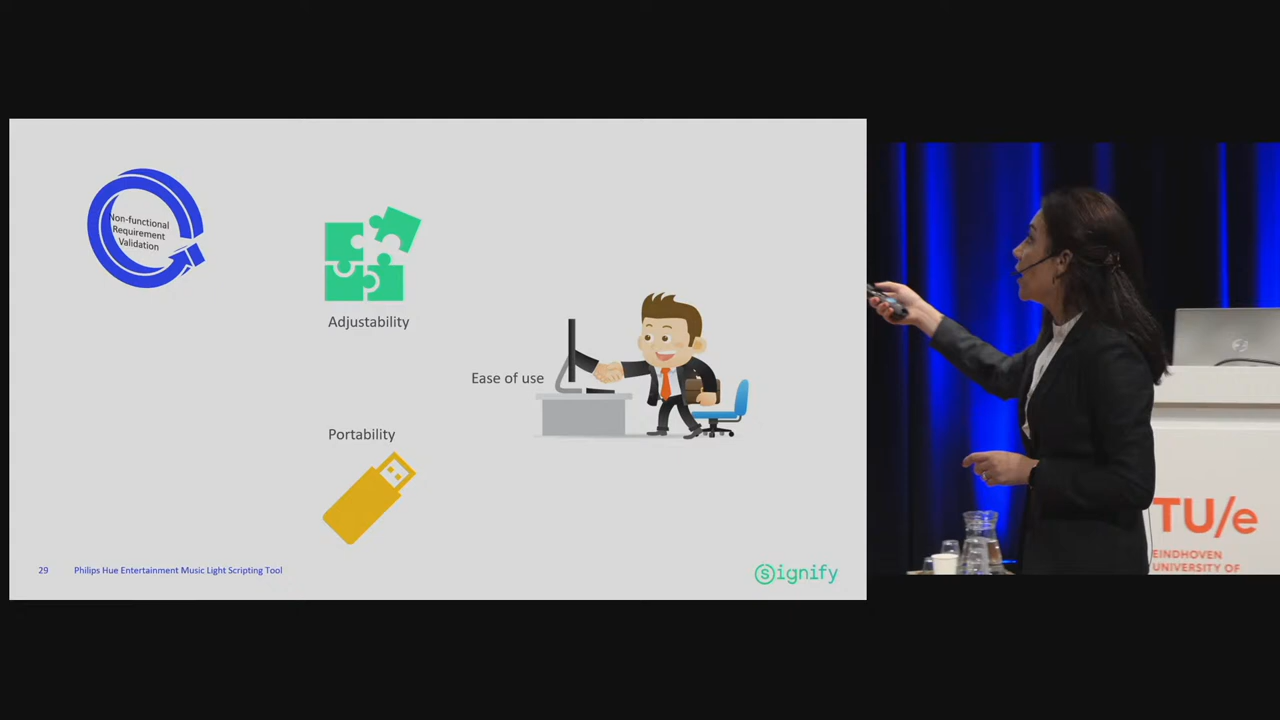 Non-functional
Requirement
Validation
Adjustability
Ease of use
Portability
29 Philips Hue Entertainment Music Light Scripting Tool
signify
TU/e
EINDHOVEN
UNIVERSITY OF